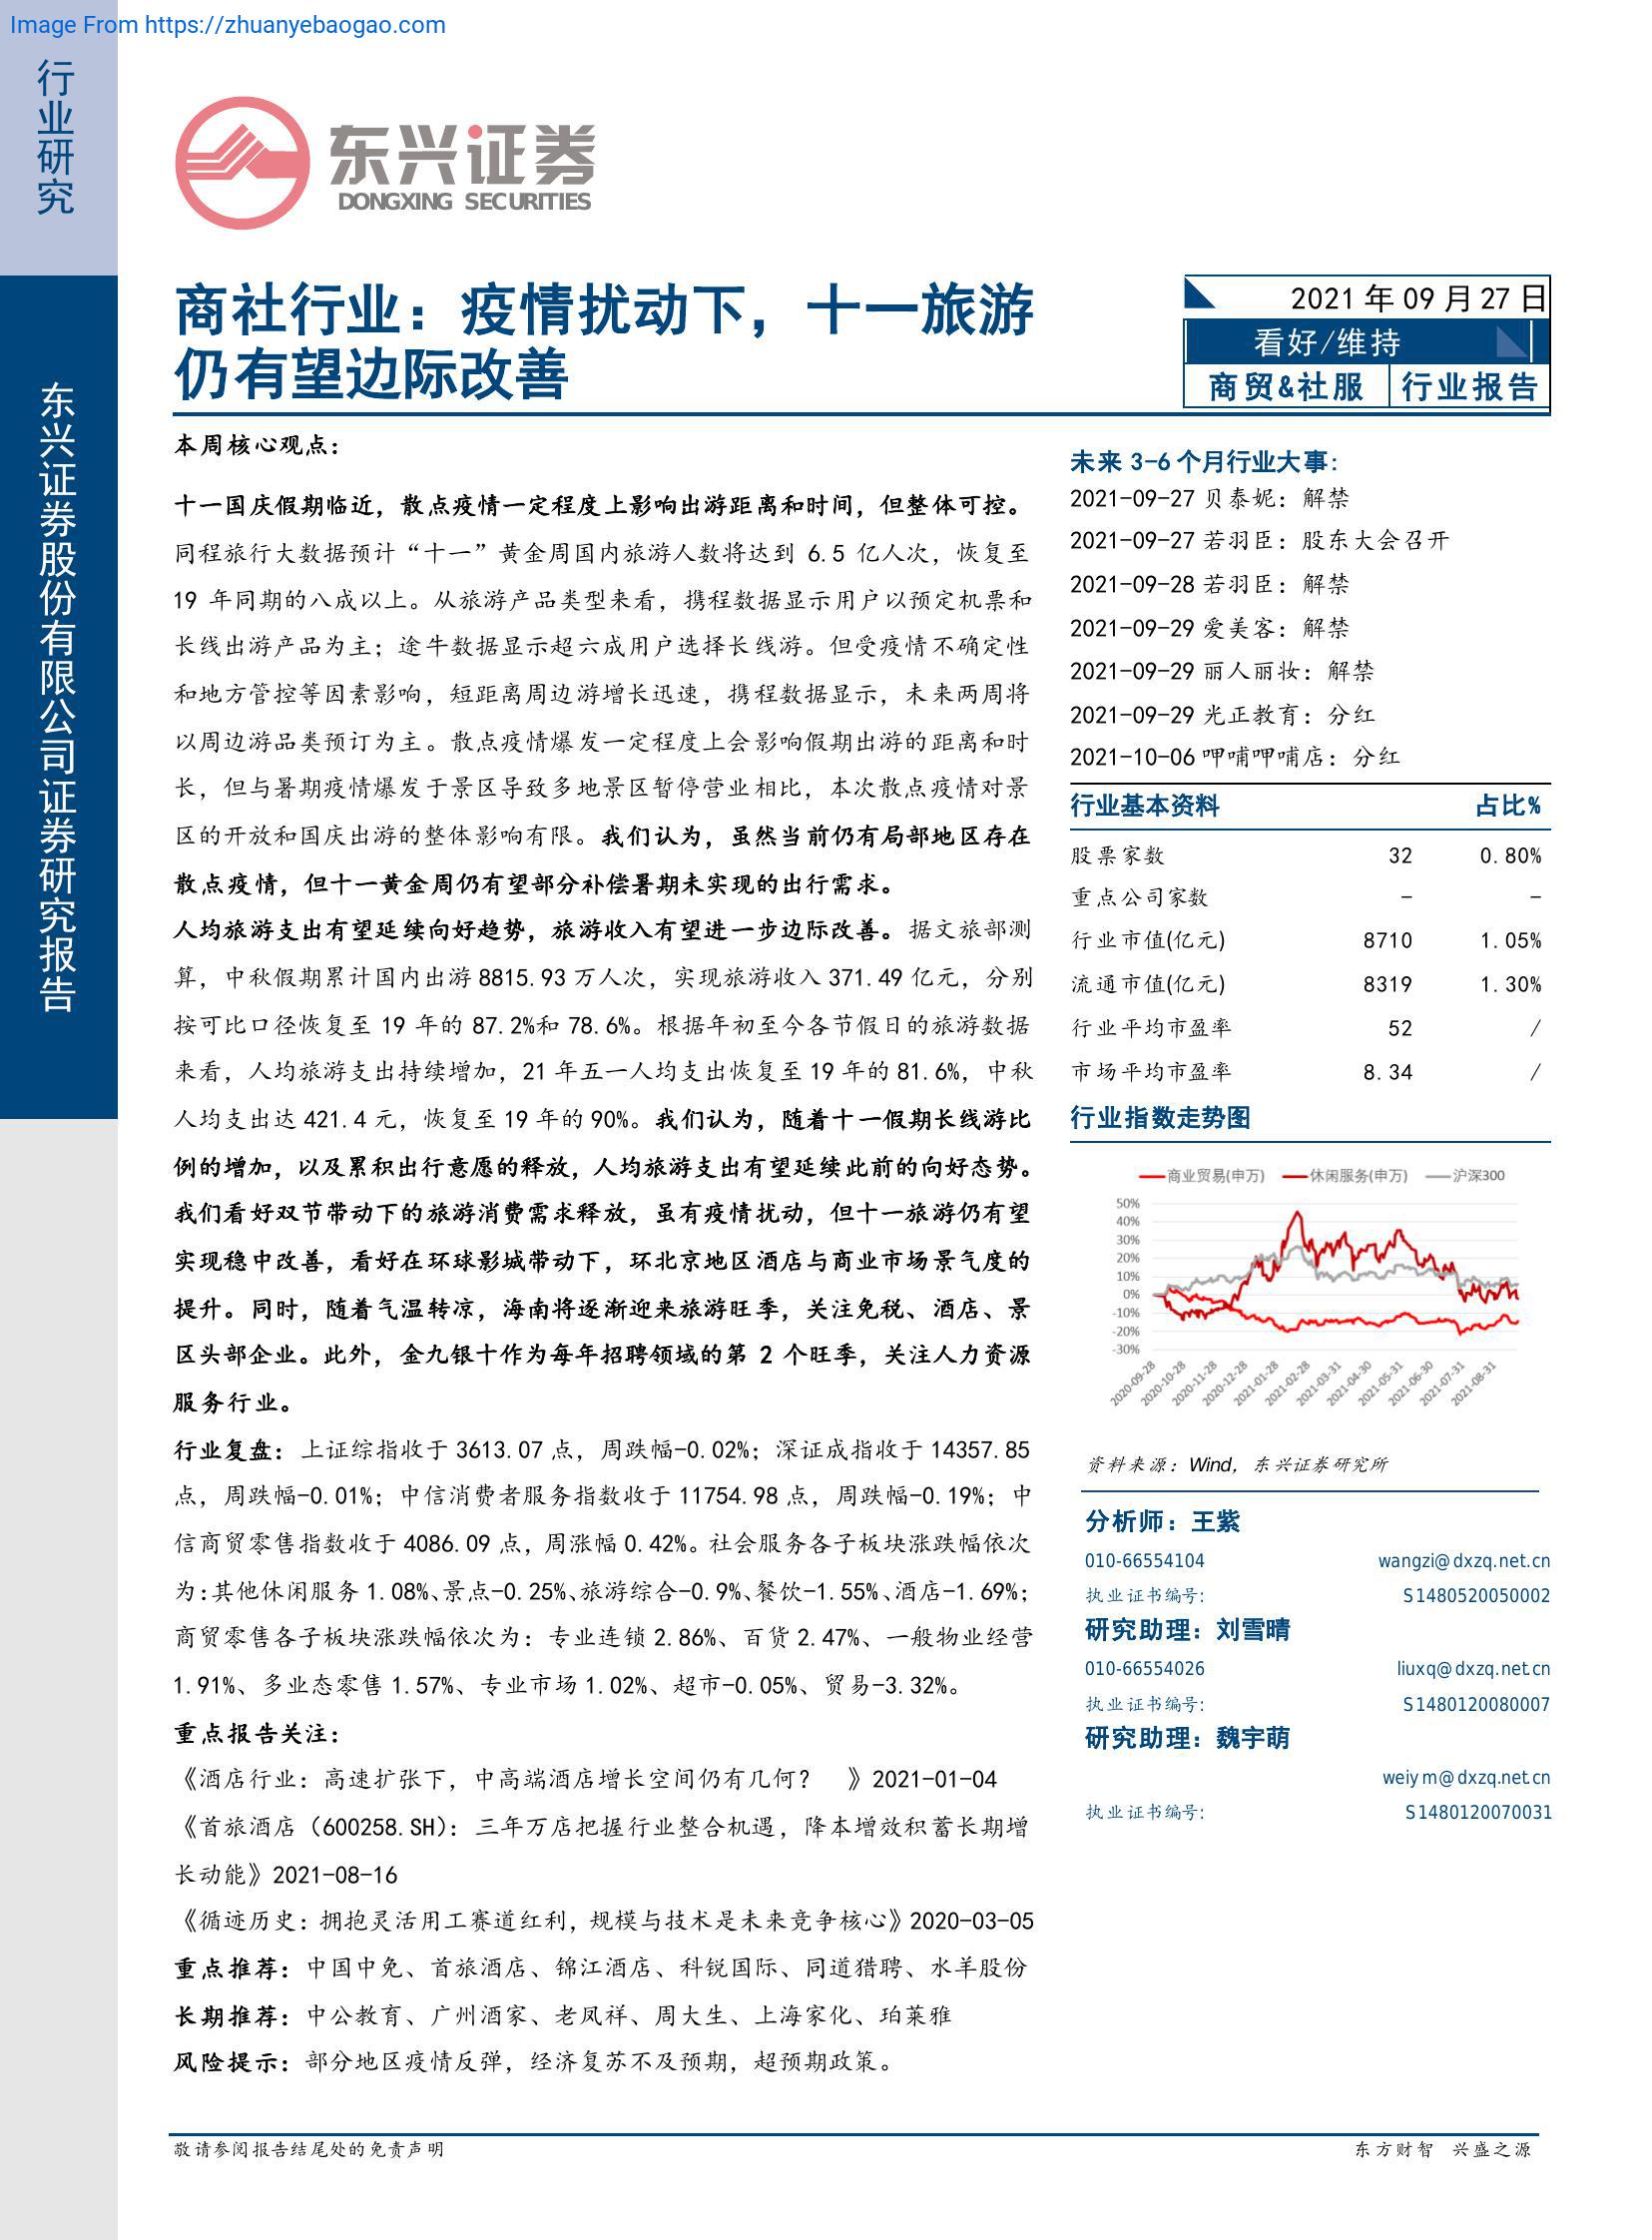 Image From https://zhuanyebaogao.com
行业研究
东兴证券股份有限公司证券研究报告
东兴证券
DONGXING SECURITIES
商社行业：疫情扰动下，十一旅游
仍有望边际改善
2021 年 09 月 27 日
看好/维持
商贸&社服 行业报告
本周核心观点：
十一国庆假期临近，散点疫情一定程度上影响出游距离和时间，但整体可控。
同程旅行大数据预计“十一”黄金周国内旅游人数将达到 6.5 亿人次，恢复至
19 年同期的八成以上。从旅游产品类型来看，携程数据显示用户以预定机票和
长线出游产品为主；途牛数据显示超六成用户选择长线游。但受疫情不确定性
和地方管控等因素影响，短距离周边游增长迅速，携程数据显示，未来两周将
以周边游品类预订为主。散点疫情爆发一定程度上会影响假期出游的距离和时
长，但与暑期疫情爆发于景区导致多地景区暂停营业相比，本次散点疫情对景
区的开放和国庆出游的整体影响有限。我们认为，虽然当前仍有局部地区存在
散点疫情，但十一黄金周仍有望部分补偿暑期未实现的出行需求。
人均旅游支出有望延续向好趋势，旅游收入有望进一步边际改善。据文旅部测
算，中秋假期累计国内出游 8815.93 万人次，实现旅游收入 371.49 亿元，分别
按可比口径恢复至 19 年的 87.2%和 78.6%。根据年初至今各节假日的旅游数据
来看，人均旅游支出持续增加，21 年五一人均支出恢复至 19 年的 81.6%，中秋
人均支出达 421.4 元，恢复至 19 年的 90%。我们认为，随着十一假期长线游比
例的增加，以及累积出行意愿的释放，人均旅游支出有望延续此前的向好态势。
我们看好双节带动下的旅游消费需求释放，虽有疫情扰动，但十一旅游仍有望
实现稳中改善，看好在环球影城带动下，环北京地区酒店与商业市场景气度的
提升。同时，随着气温转凉，海南将逐渐迎来旅游旺季，关注免税、酒店、景
区头部企业。此外，金九银十作为每年招聘领域的第 2 个旺季，关注人力资源
服务行业。
行业复盘：上证综指收于 3613.07 点，周跌幅-0.02%；深证成指收于 14357.85
点，周跌幅-0.01%；中信消费者服务指数收于 11754.98 点，周跌幅-0.19%；中
信商贸零售指数收于 4086.09 点，周涨幅 0.42%。社会服务各子板块涨跌幅依次
为：其他休闲服务 1.08%、景点-0.25%、旅游综合-0.9%、餐饮-1.55%、酒店-1.69%；
商贸零售各子板块涨跌幅依次为：专业连锁 2.86%、百货 2.47%、一般物业经营
1.91%、多业态零售 1.57%、专业市场 1.02%、超市-0.05%、贸易-3.32%。
重点报告关注：
《酒店行业：高速扩张下，中高端酒店增长空间仍有几何？ 》2021-01-04
《首旅酒店（600258.SH）：三年万店把握行业整合机遇，降本增效积蓄长期增
长动能》2021-08-16
《循迹历史：拥抱灵活用工赛道红利，规模与技术是未来竞争核心》2020-03-05
重点推荐：中国中免、首旅酒店、锦江酒店、科锐国际、同道猎聘、水羊股份
长期推荐：中公教育、广州酒家、老凤祥、周大生、上海家化、珀莱雅
风险提示：部分地区疫情反弹，经济复苏不及预期，超预期政策。
未来 3-6 个月行业大事：
2021-09-27 贝泰妮：解禁
2021-09-27 若羽臣：股东大会召开
2021-09-28 若羽臣：解禁
2021-09-29 爱美客：解禁
2021-09-29 丽人丽妆：解禁
2021-09-29 光正教育：分红
2021-10-06 呷哺呷哺店：分红
行业基本资料 占比%
股票家数 32 0.80%
重点公司家数 - -
行业市值(亿元) 8710 1.05%
流通市值(亿元) 8319 1.30%
行业平均市盈率 52 /
市场平均市盈率 8.34 /
行业指数走势图
商业贸易(申万) 休闲服务(申万) 沪深300
50%
40%
30%
20%
10%
0%
-10%
-20%
-30%
2020-09-28 2020-10-28 2020-11-28 2020-12-28 2021-01-28 2021-02-28 2021-03-31 2021-04-30 2021-05-31 2021-06-30 2021-07-31 2021-08-31
资料来源：Wind，东兴证券研究所
分析师：王紫
010-66554104 wangzi@dxzq.net.cn
执业证书编号: S1480520050002
研究助理：刘雪晴
010-66554026 liuxq@dxzq.net.cn
执业证书编号: S1480120080007
研究助理：魏宇萌
weiym@dxzq.net.cn
执业证书编号: S1480120070031
敬请参阅报告结尾处的免责声明
东方财智 兴盛之源